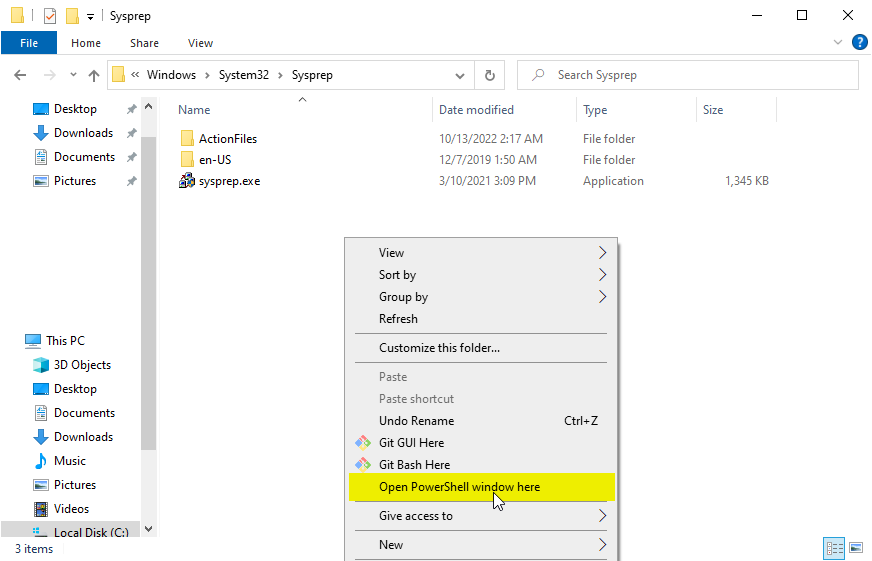 Sysprep
File Home Share View
« Windows › System32 › Sysprep Search Sysprep
Name Date modified Type Size
ActionFiles 10/13/2022 2:17 AM File folder
en-US 12/7/2019 1:50 AM File folder
sysprep.exe 3/10/2021 3:09 PM Application 1,345 KB
Desktop
Downloads
Documents
Pictures
This PC
3D Objects
Desktop
Documents
Downloads
Music
Pictures
Videos
Local Disk (C:)
View
Sort by
Group by
Refresh
Customize this folder...
Paste
Paste shortcut
Undo Rename Ctrl+Z
Git GUI Here
Git Bash Here
Open PowerShell window here
Give access to
New
3 items